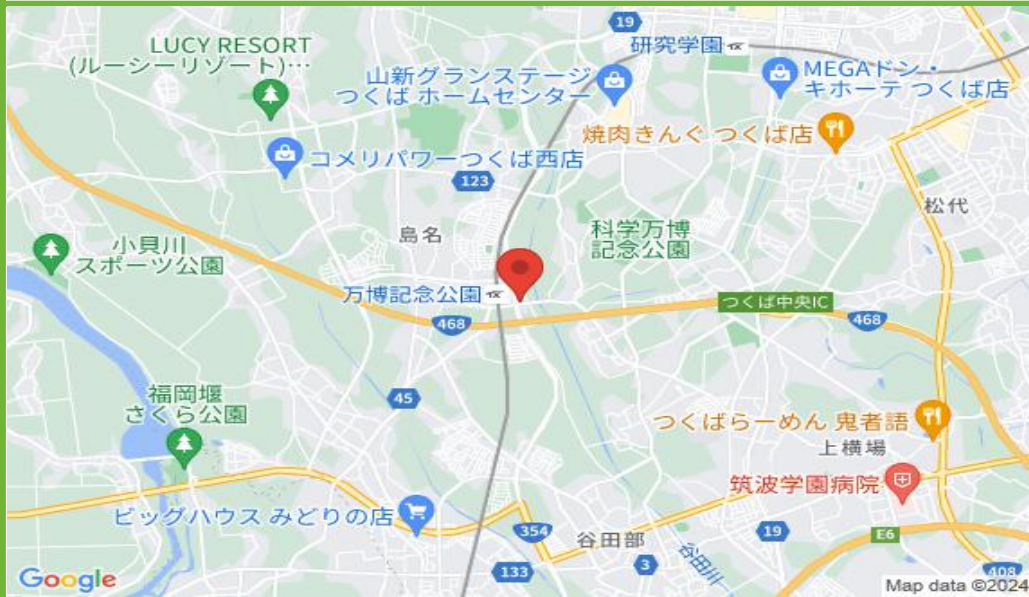 19
LUCY RESORT
(ルーシーリゾート)…
研究学園
山新グランステージ
つくば ホームセンター
MEGAドン・
キホーテ つくば店
焼肉きんぐ つくば店
コメリパワーつくば西店
123
松代
島名
科学万博
記念公園
小貝川
スポーツ公園
万博記念公園
つくば中央IC
468
468
福岡堰
さくら公園
45
つくばらーめん 鬼者語
上横場
筑波学園病院
ビッグハウス みどりの店
354
谷田部
19
E6
谷田川
3
133
408
Google
Map data ©2024